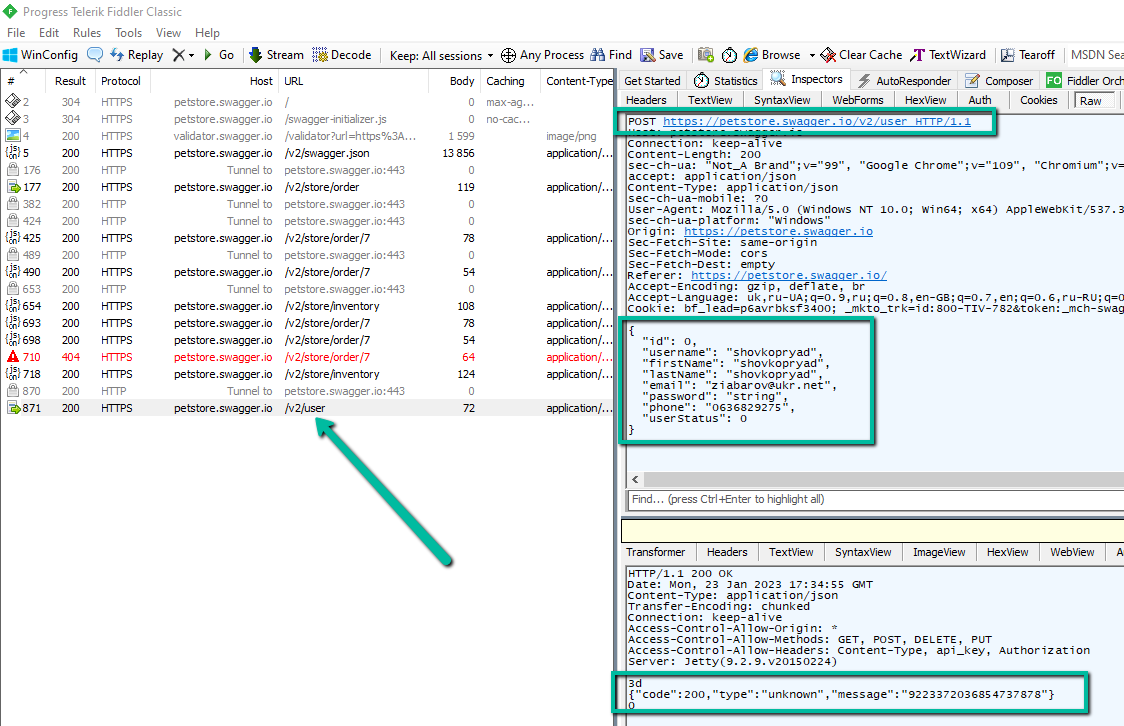 Progress Telerik Fiddler Classic
File Edit Rules Tools View Help
WinConfig Replay Go Stream Decode Keep: All sessions Any Process Find Save Browse Clear Cache TextWizard Tearoff MSDN Sea
# Result Protocol Host URL Body Caching Content-Type
2 304 HTTPS petstore.swagger.io / 0 max-ag...
3 304 HTTPS petstore.swagger.io /swagger-initializer.js 0 no-cac...
4 200 HTTPS validator.swagger.io /validator?url=https%3A... 1 599 image/png
5 200 HTTPS petstore.swagger.io /v2/swagger.json 13 856 application/...
176 200 HTTP Tunnel to petstore.swagger.io:443 0
177 200 HTTPS petstore.swagger.io /v2/store/order 119 application/...
382 200 HTTP Tunnel to petstore.swagger.io:443 0
424 200 HTTP Tunnel to petstore.swagger.io:443 0
425 200 HTTPS petstore.swagger.io /v2/store/order/7 78 application/...
489 200 HTTP Tunnel to petstore.swagger.io:443 0
490 200 HTTPS petstore.swagger.io /v2/store/order/7 54 application/...
653 200 HTTP Tunnel to petstore.swagger.io:443 0
654 200 HTTPS petstore.swagger.io /v2/store/inventory 108 application/...
693 200 HTTPS petstore.swagger.io /v2/store/order/7 78 application/...
698 200 HTTPS petstore.swagger.io /v2/store/order/7 54 application/...
710 404 HTTPS petstore.swagger.io /v2/store/order/7 64 application/...
718 200 HTTPS petstore.swagger.io /v2/store/inventory 124 application/...
870 200 HTTP Tunnel to petstore.swagger.io:443 0
871 200 HTTPS petstore.swagger.io /v2/user 72 application/...
Get Started Statistics Inspectors AutoResponder Composer FO Fiddler Orch
Headers TextView SyntaxView WebForms HexView Auth Cookies Raw
POST https://petstore.swagger.io/v2/user HTTP/1.1
Host: petstore.swagger.io
Connection: keep-alive
Content-Length: 200
sec-ch-ua: "Not_A Brand";v="99", "Google Chrome";v="109", "Chromium";v=
accept: application/json
Content-Type: application/json
sec-ch-ua-mobile: ?0
User-Agent: Mozilla/5.0 (Windows NT 10.0; Win64; x64) AppleWebKit/537.3
sec-ch-ua-platform: "Windows"
Origin: https://petstore.swagger.io
Sec-Fetch-Site: same-origin
Sec-Fetch-Mode: cors
Sec-Fetch-Dest: empty
Referer: https://petstore.swagger.io/
Accept-Encoding: gzip, deflate, br
Accept-Language: uk,ru-UA;q=0.9,ru;q=0.8,en-GB;q=0.7,en;q=0.6,ru-RU;q=0
Cookie: bf_lead=p6avrbksf3400; _mkto_trk=id:800-TIV-782&token:_mch-swag
{
"id": 0,
"username": "shovkopryad",
"firstName": "shovkopryad",
"lastName": "shovkopryad",
"email": "ziabarov@ukr.net",
"password": "string",
"phone": "0636829275",
"userStatus": 0
}
Find... (press Ctrl+Enter to highlight all)
Transformer Headers TextView SyntaxView ImageView HexView WebView A
HTTP/1.1 200 OK
Date: Mon, 23 Jan 2023 17:34:55 GMT
Content-Type: application/json
Transfer-Encoding: chunked
Connection: keep-alive
Access-Control-Allow-Origin: *
Access-Control-Allow-Methods: GET, POST, DELETE, PUT
Access-Control-Allow-Headers: Content-Type, api_key, Authorization
Server: Jetty(9.2.9.v20150224)
3d
{"code":200,"type":"unknown","message":"9223372036854737878"}
0